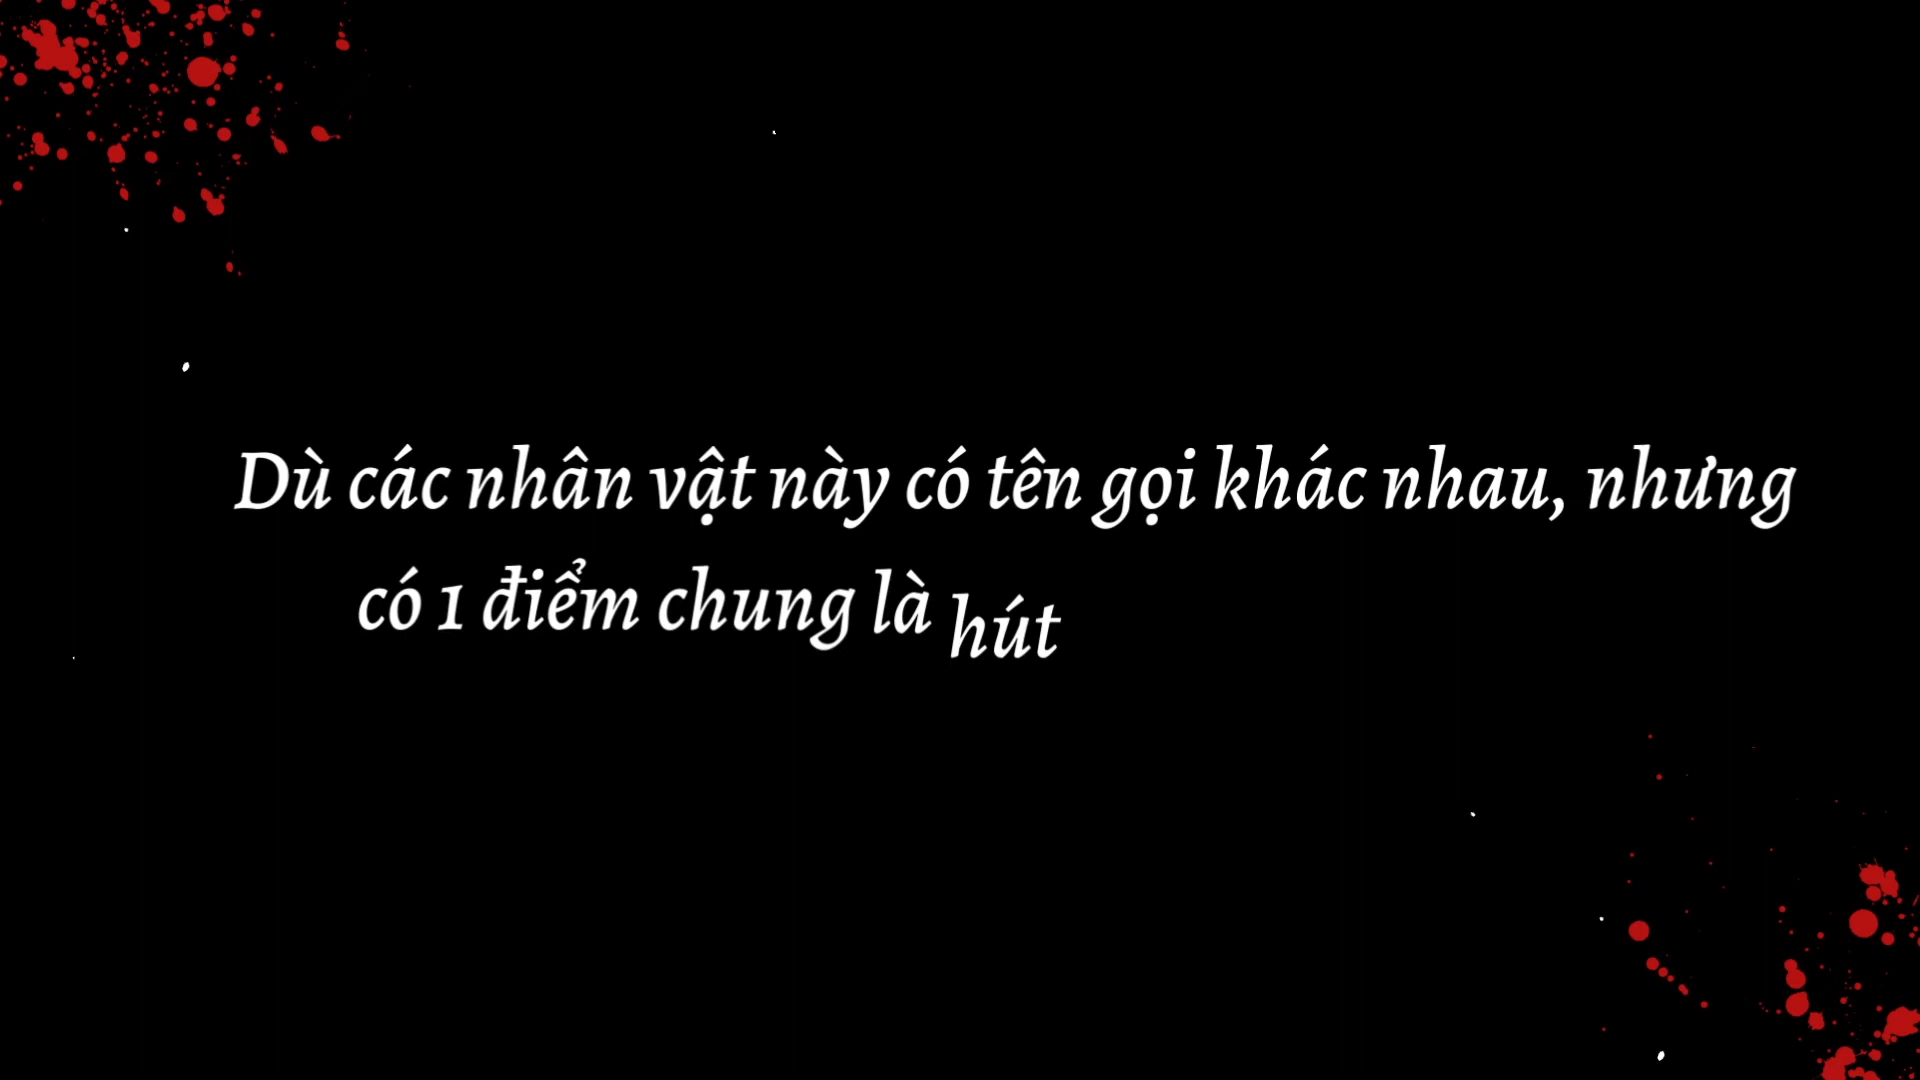 Dù các nhân vật này có tên gọi khác nhau, nhưng
có 1 điểm chung là hút